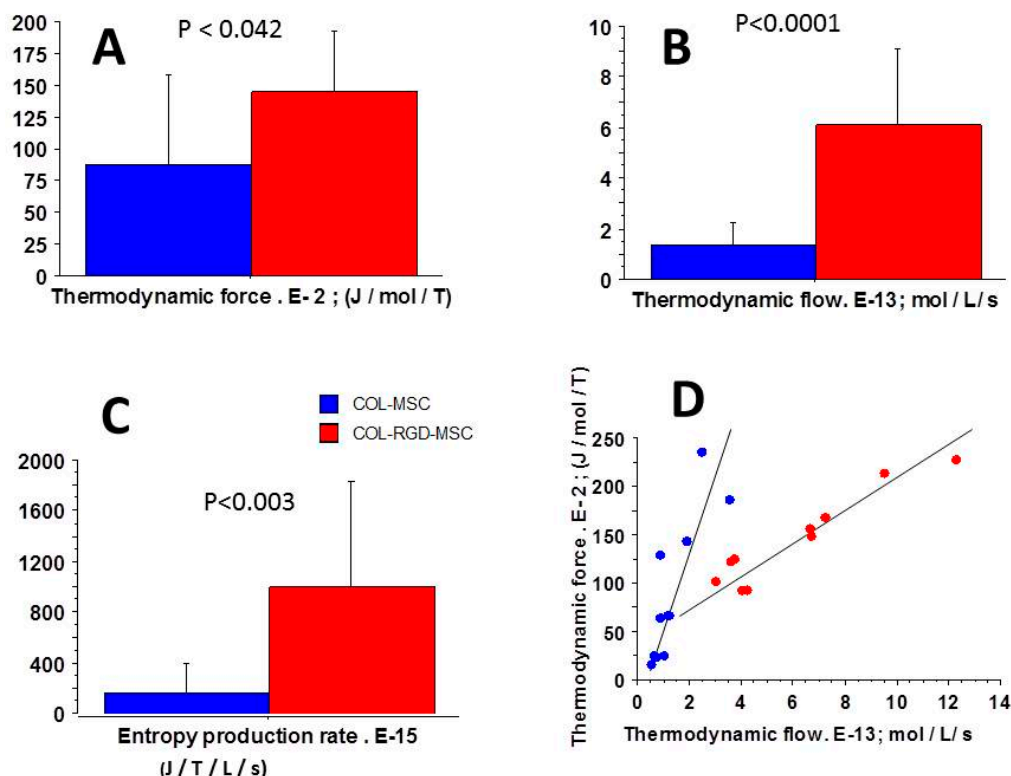 A
P < 0.042
200
175
150
125
100
75
50
25
0
Thermodynamic force . E- 2 ; (J / mol / T)
B
P<0.0001
10
8
6
4
2
0
Thermodynamic flow. E-13; mol / L/ s
C
COL-MSC
COL-RGD-MSC
P<0.003
2000
1600
1200
800
400
0
Entropy production rate . E-15
(J / T / L / s)
D
Thermodynamic force . E- 2 ; (J / mol / T)
250
200
150
100
50
0
0 2 4 6 8 10 12 14
Thermodynamic flow. E-13; mol / L/ s